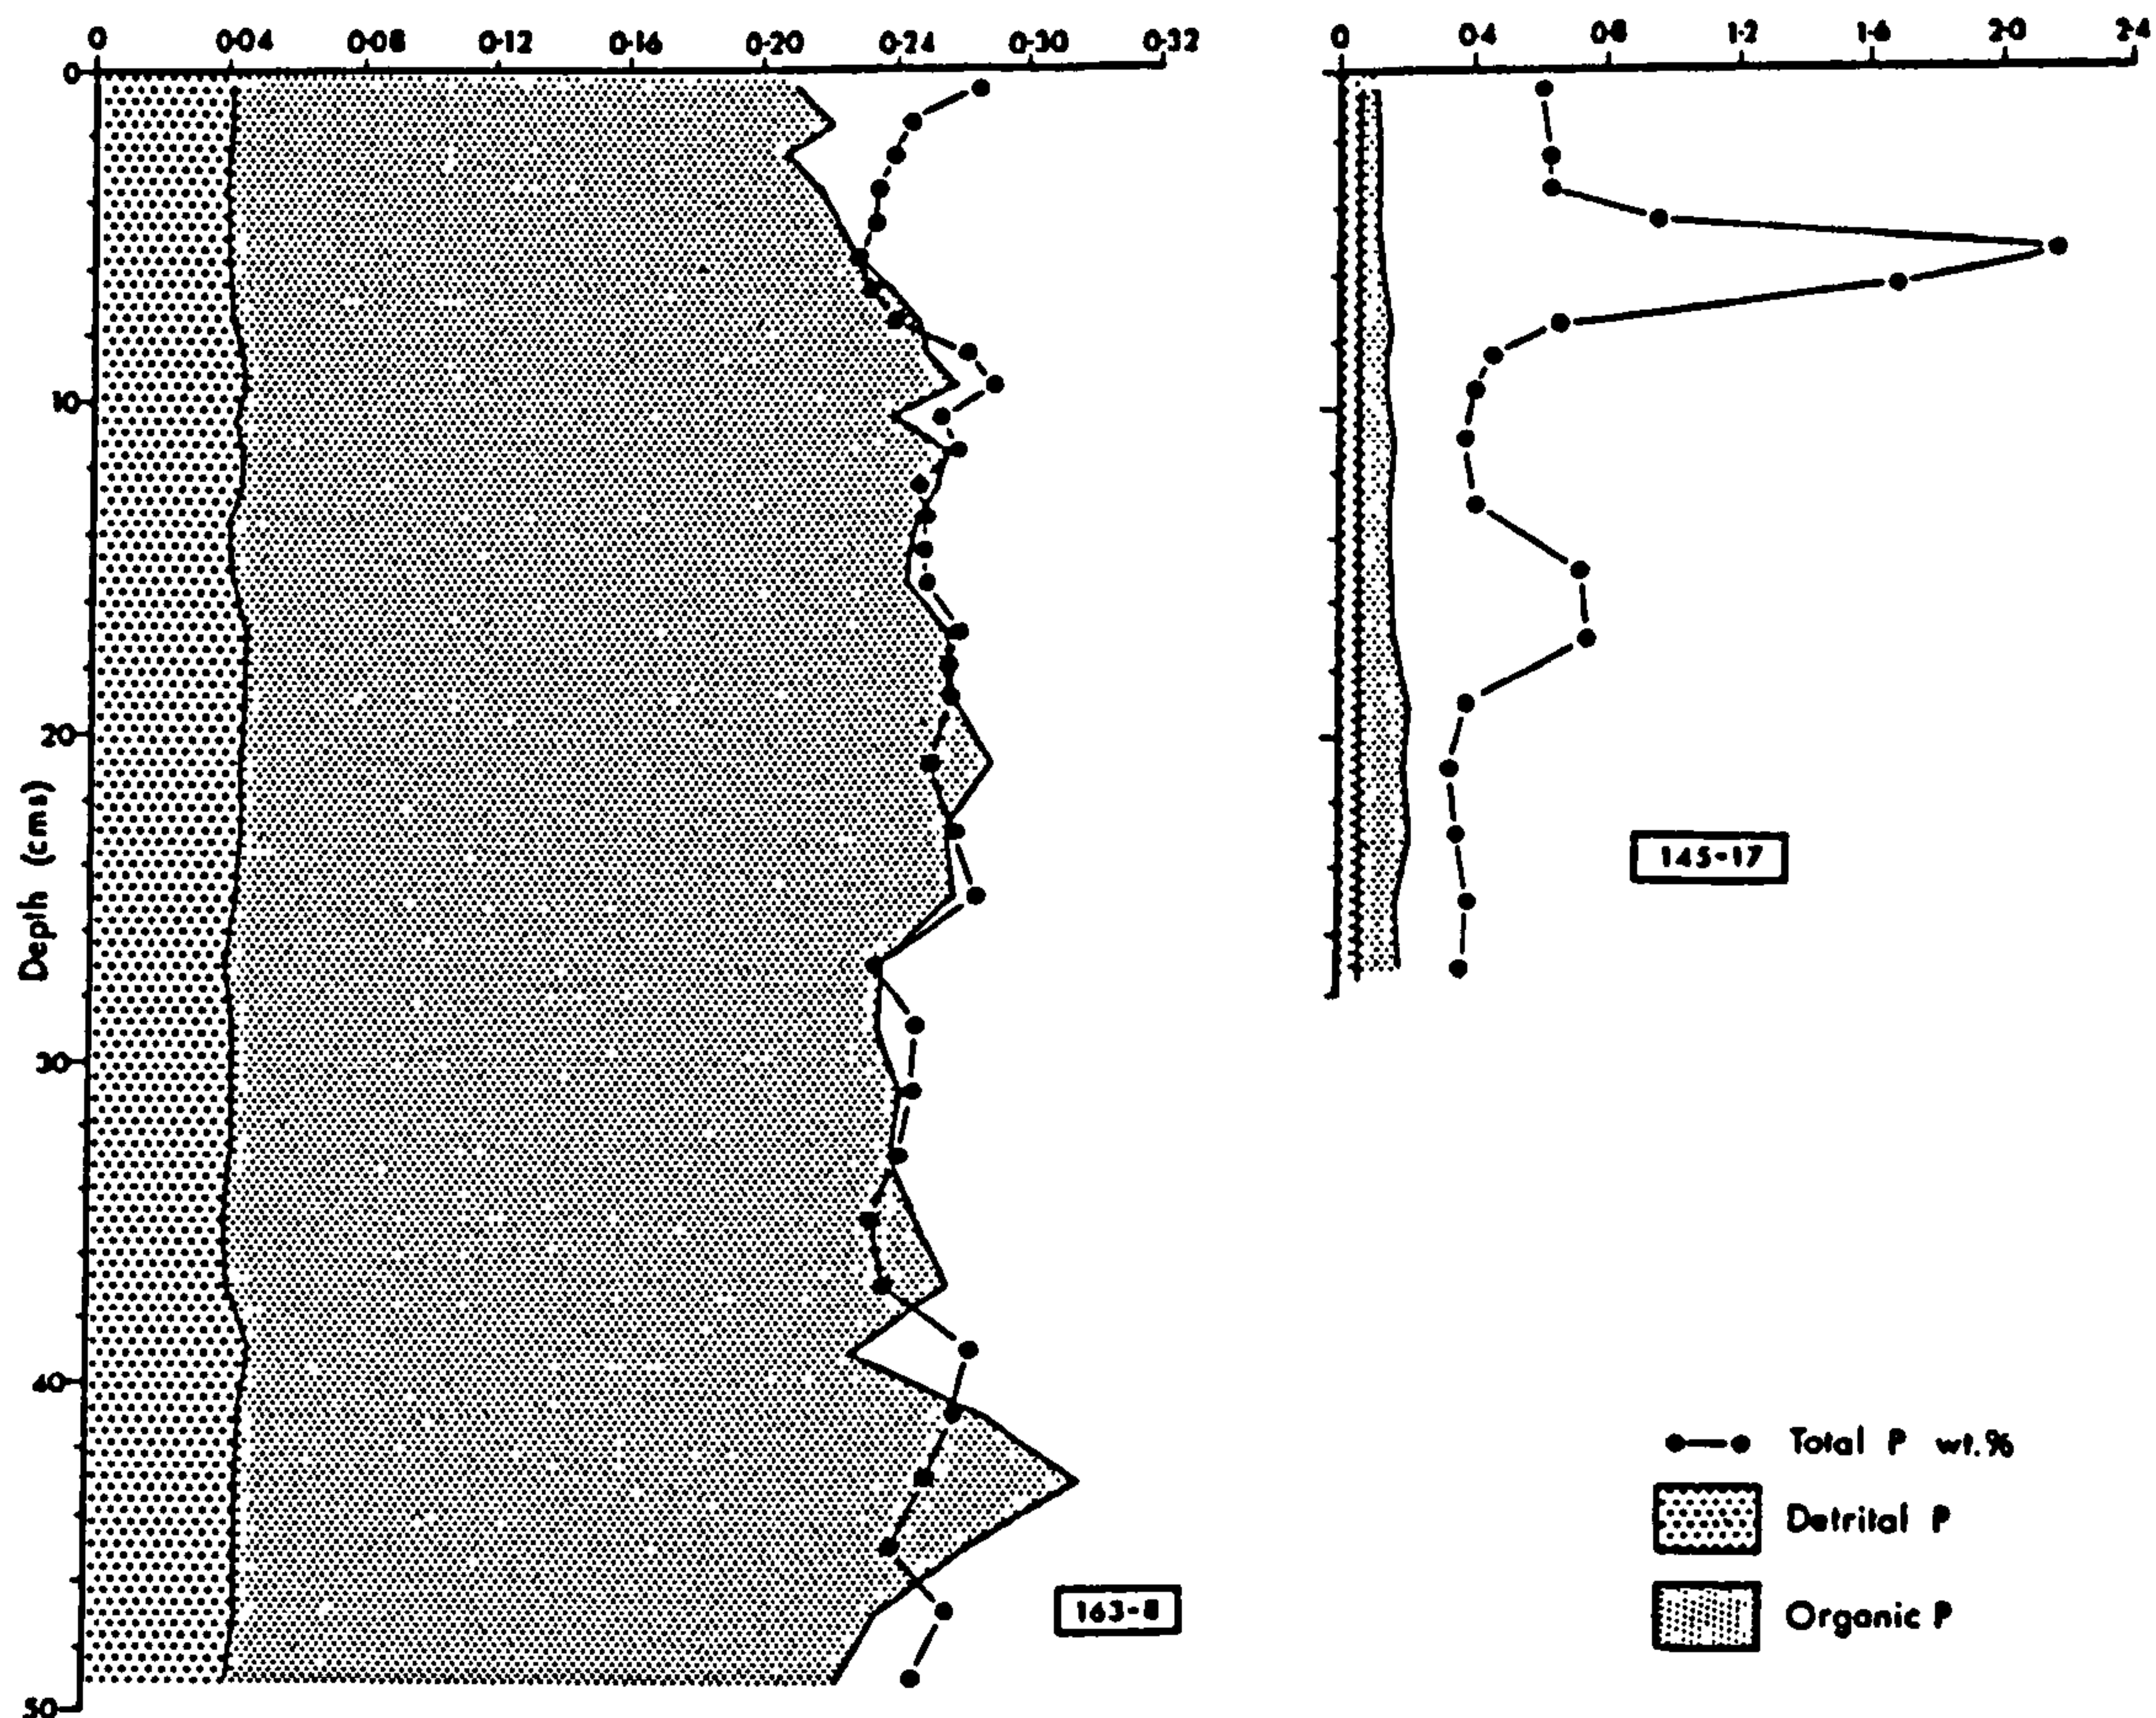 0 0·04 0·08 0·12 0·16 0·20 0·24 0·30 0·32
0 0·4 0·8 1·2 1·6 2·0 2·4
0
10
20
30
40
50
Depth (cms)
145-17
163-8
Total P wt.%
Detrital P
Organic P